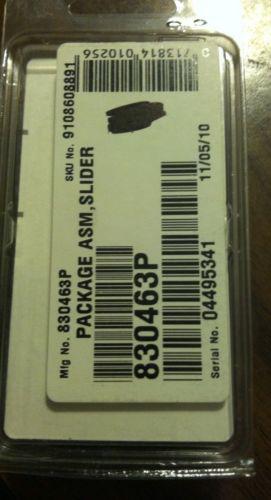 Mfg No. 830463P
SKU No. 9108608891
7 13814 010256
PACKAGE ASM,SLIDER
830463P
Serial No. 04495341
11/05/10